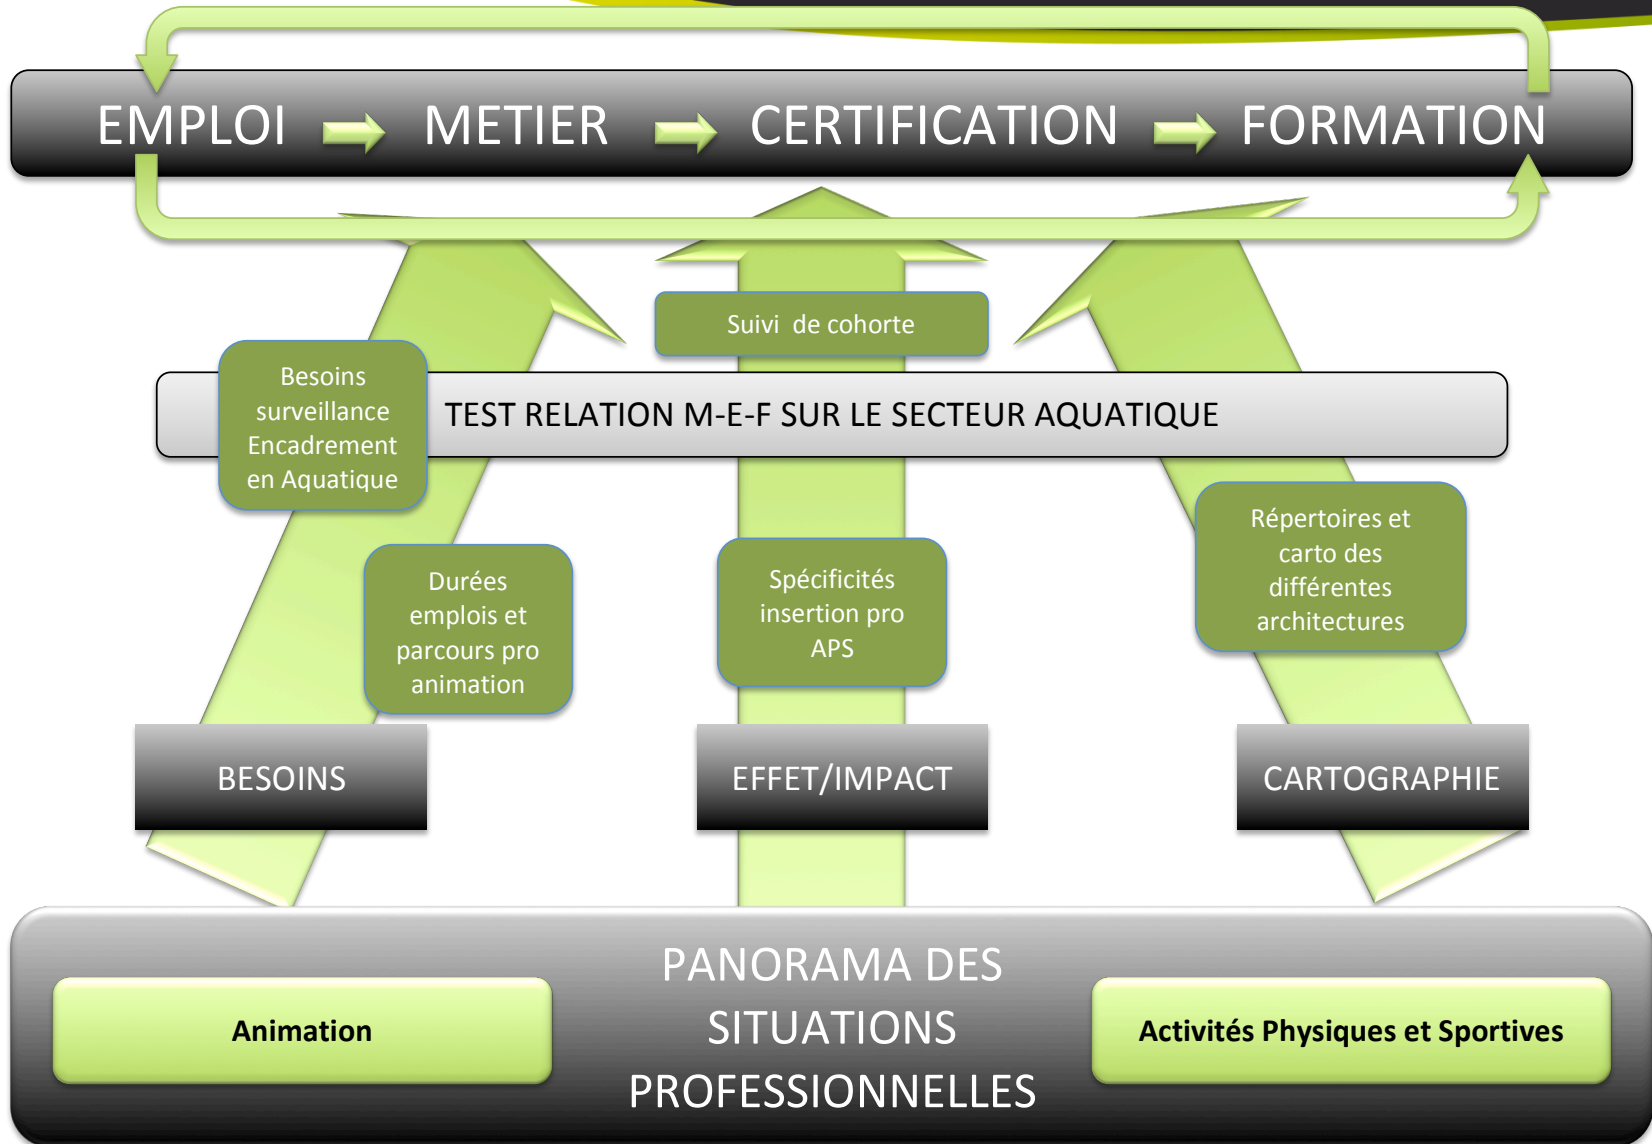 EMPLOI METIER CERTIFICATION FORMATION
Suivi de cohorte
Besoins
surveillance
Encadrement
en Aquatique
TEST RELATION M-E-F SUR LE SECTEUR AQUATIQUE
Durées
emplois et
parcours pro
animation
Spécificités
insertion pro
APS
Répertoires et
carto des
différentes
architectures
BESOINS
EFFET/IMPACT
CARTOGRAPHIE
Animation
PANORAMA DES
SITUATIONS
PROFESSIONNELLES
Activités Physiques et Sportives